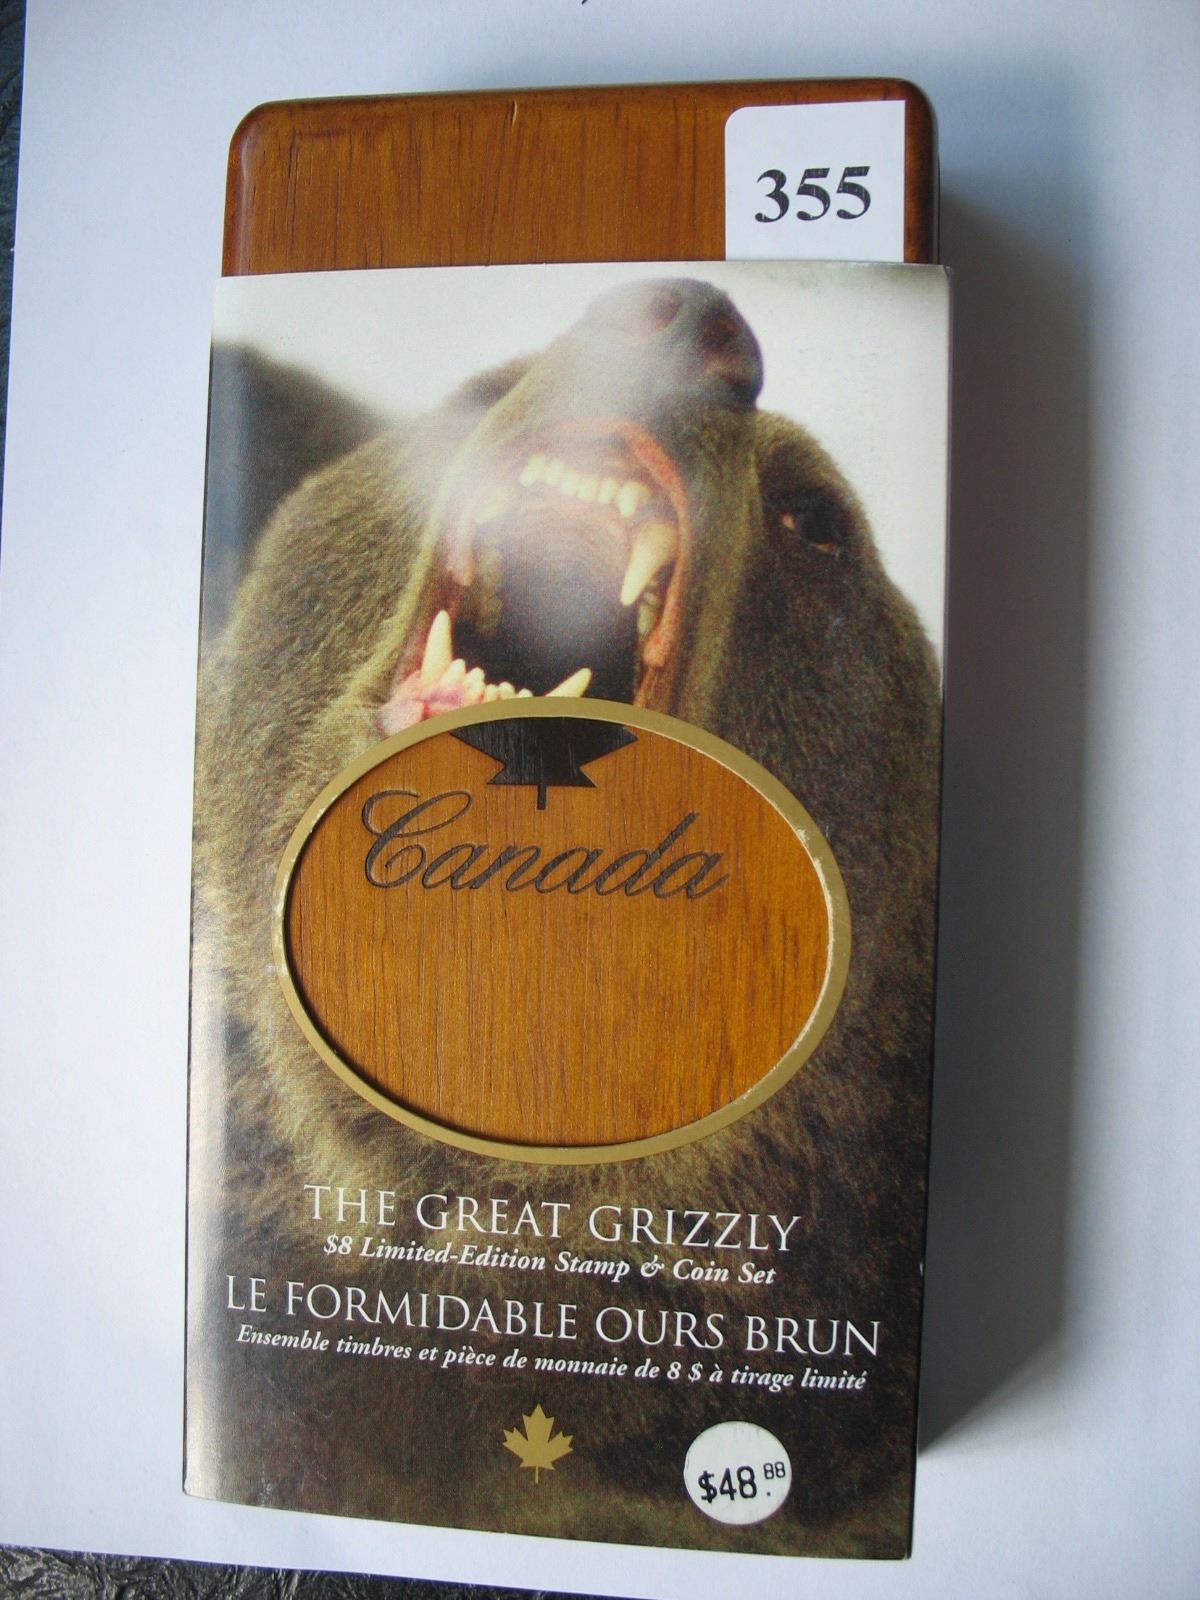 355
Canada
THE GREAT GRIZZLY
$8 Limited-Edition Stamp & Coin Set
LE FORMIDABLE OURS BRUN
Ensemble timbres et pièce de monnaie de 8 $ à tirage limité
$48.88